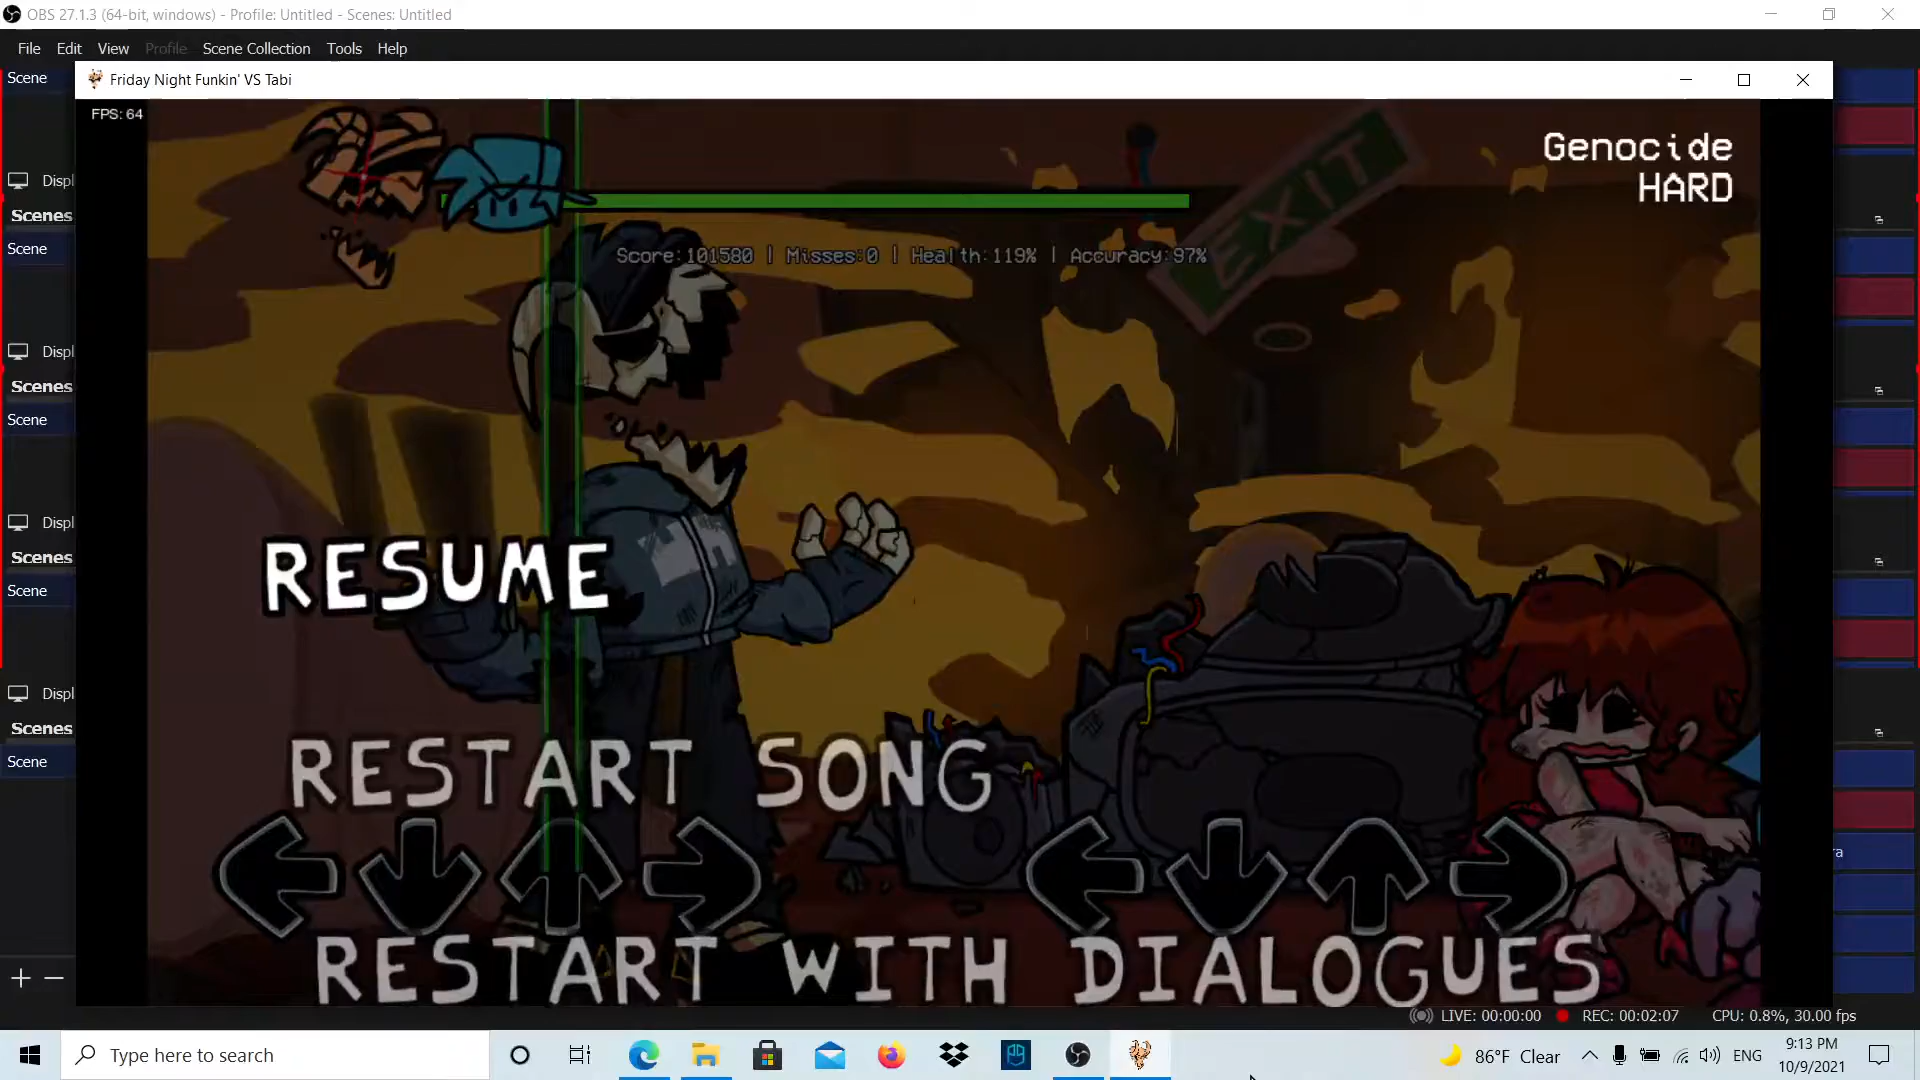 OBS 27.1.3 (64-bit, windows) - Profile: Untitled - Scenes: Untitled
File Edit View Profile Scene Collection Tools Help
Scene
Friday Night Funkin' VS Tabi
FPS: 64
Genocide
HARD
EXIT
Displ
Scenes
Scene
Score:101580 | Misses:0 | Health:119% | Accuracy:97%
Displ
Scenes
Scene
Displ
Scenes
Scene
RESUME
Displ
Scenes
Scene
RESTART SONG
ra
RESTART WITH DIALOGUES
LIVE: 00:00:00 REC: 00:02:07 CPU: 0.8%, 30.00 fps
Type here to search
86°F Clear
ENG
9:13 PM
10/9/2021